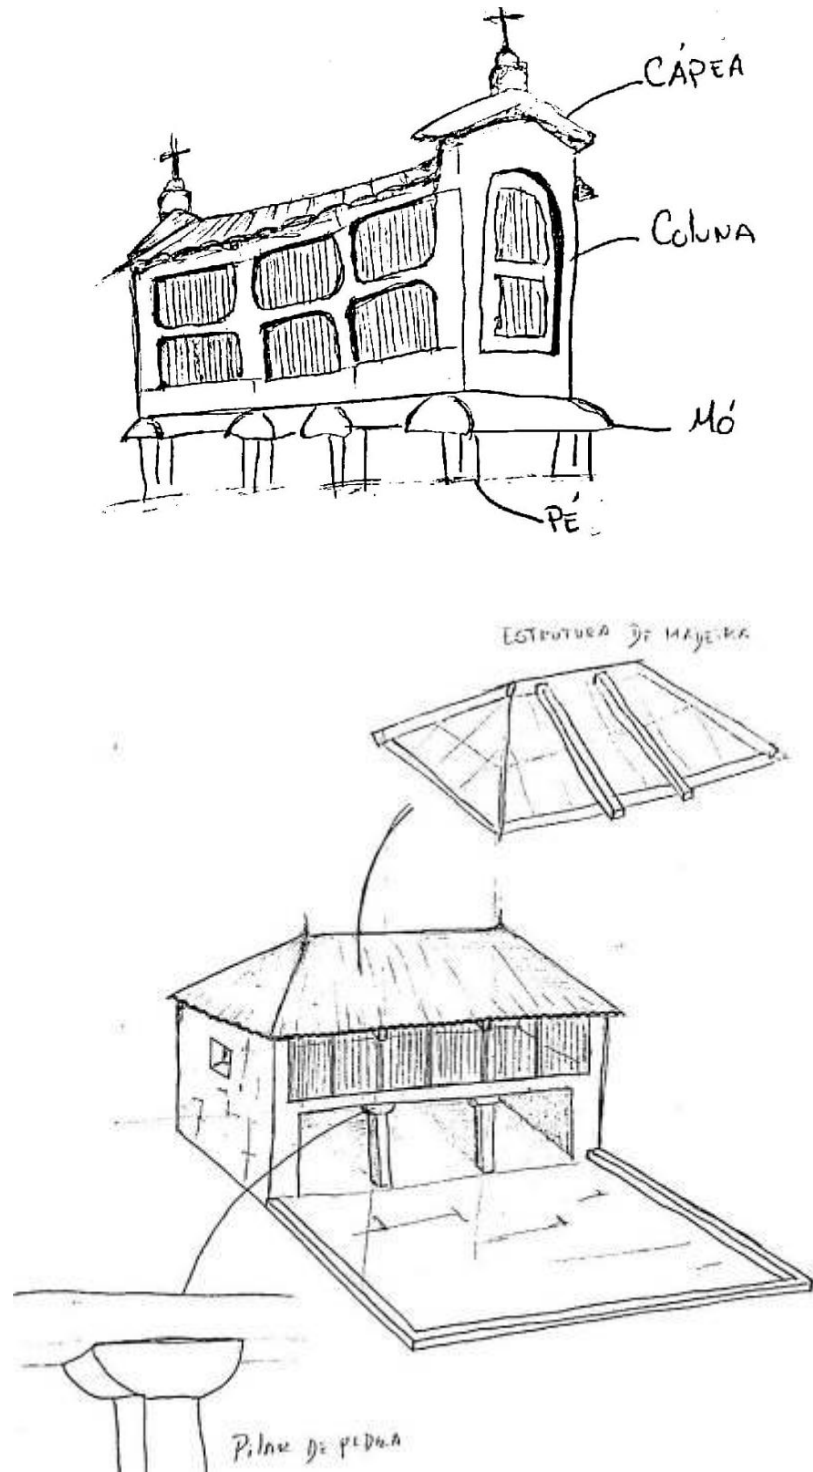 CÁPEA
COLUNA
MÓ
PÉ
ESTRUTURA DE MADEIRA
PILAR DE PEDRA